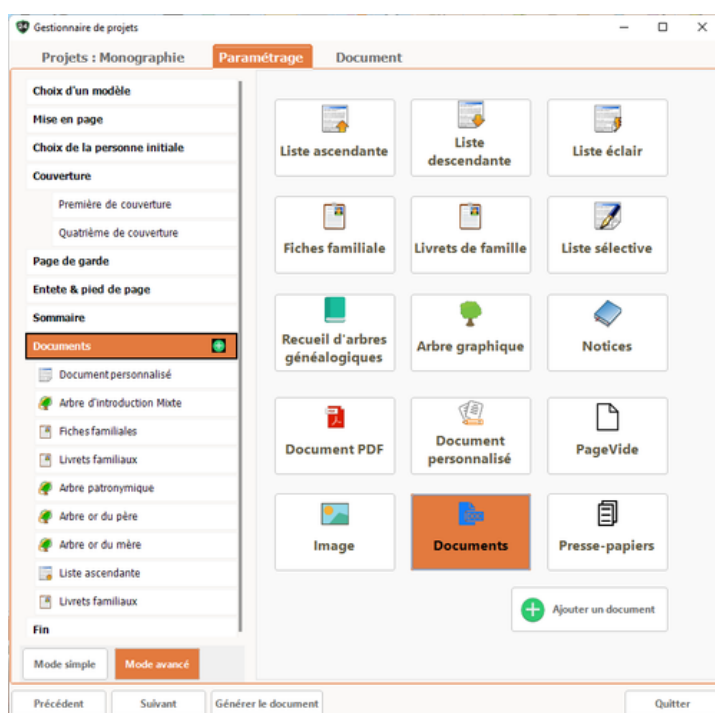 Gestionnaire de projets
Projets : Monographie
Paramétrage
Document
Choix d'un modèle
Mise en page
Choix de la personne initiale
Couverture
Première de couverture
Quatrième de couverture
Page de garde
Entete & pied de page
Sommaire
Documents
Document personnalisé
Arbre d'introduction Mixte
Fiches familiales
Livrets familiaux
Arbre patronymique
Arbre or du père
Arbre or du mère
Liste ascendante
Livrets familiaux
Fin
Mode simple
Mode avancé
Liste ascendante
Liste
descendante
Liste éclair
Fiches familiale
Livrets de famille
Liste sélective
Recueil d'arbres
généalogiques
Arbre graphique
Notices
Document PDF
Document
personnalisé
PageVide
Image
Documents
Presse-papiers
Ajouter un document
Précédent
Suivant
Générer le document
Quitter